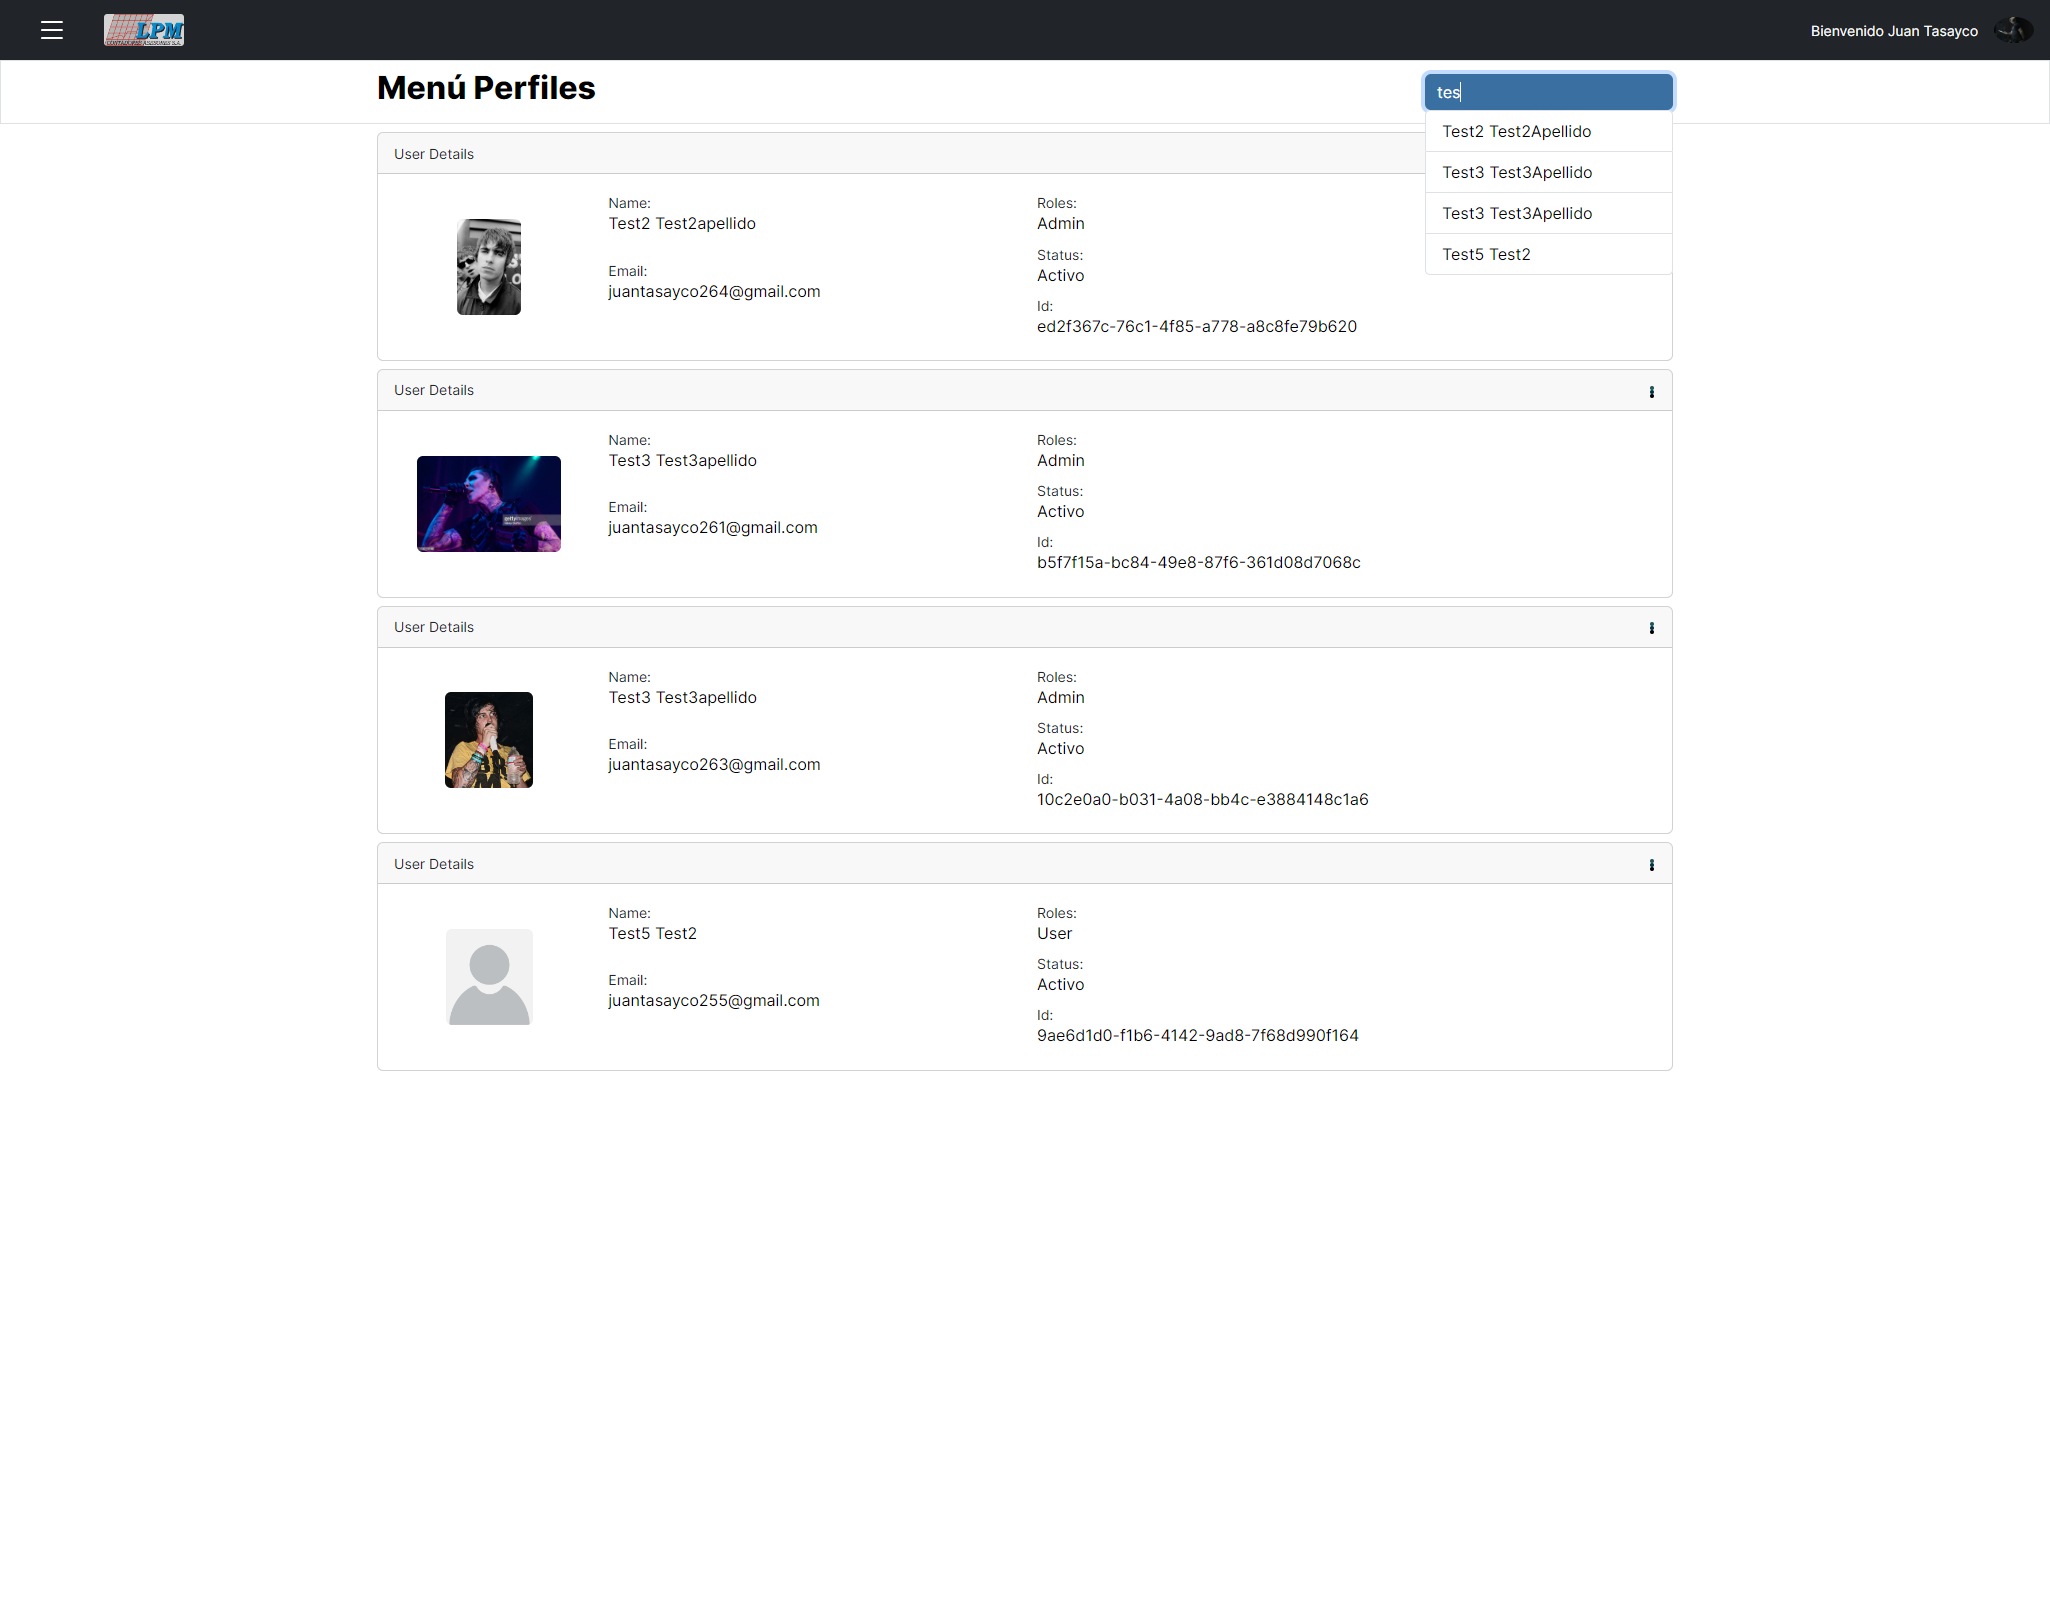 LPM
CONTADORES ASESORES S.A.
Bienvenido Juan Tasayco
Menú Perfiles
tes
Test2 Test2Apellido
Test3 Test3Apellido
Test3 Test3Apellido
Test5 Test2
User Details
Name:
Test2 Test2apellido
Email:
juantasayco264@gmail.com
Roles:
Admin
Status:
Activo
Id:
ed2f367c-76c1-4f85-a778-a8c8fe79b620
User Details
gettyimages
Name:
Test3 Test3apellido
Email:
juantasayco261@gmail.com
Roles:
Admin
Status:
Activo
Id:
b5f7f15a-bc84-49e8-87f6-361d08d7068c
User Details
Name:
Test3 Test3apellido
Email:
juantasayco263@gmail.com
Roles:
Admin
Status:
Activo
Id:
10c2e0a0-b031-4a08-bb4c-e3884148c1a6
User Details
Name:
Test5 Test2
Email:
juantasayco255@gmail.com
Roles:
User
Status:
Activo
Id:
9ae6d1d0-f1b6-4142-9ad8-7f68d990f164